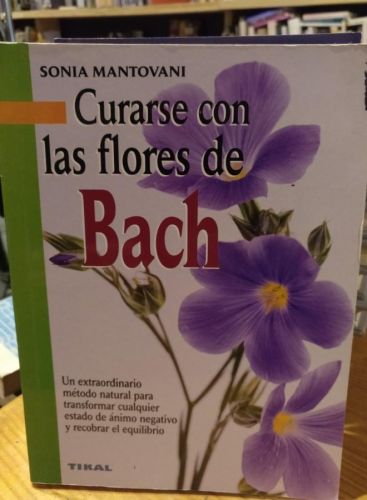 SONIA MANTOVANI
Curarse con
las flores de
Bach
Un extraordinario
método natural para
transformar cualquier
estado de ánimo negativo
y recobrar el equilibrio
TIKAL